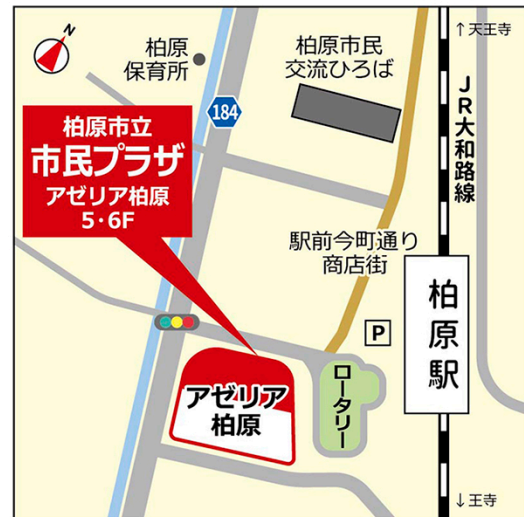 N
↑天王寺
柏原
保育所
柏原市民
交流ひろば
184
JR大和路線
柏原市立
市民プラザ
アゼリア柏原
5・6F
駅前今町通り
商店街
柏原駅
P
アゼリア
柏原
ロータリー
↓王寺